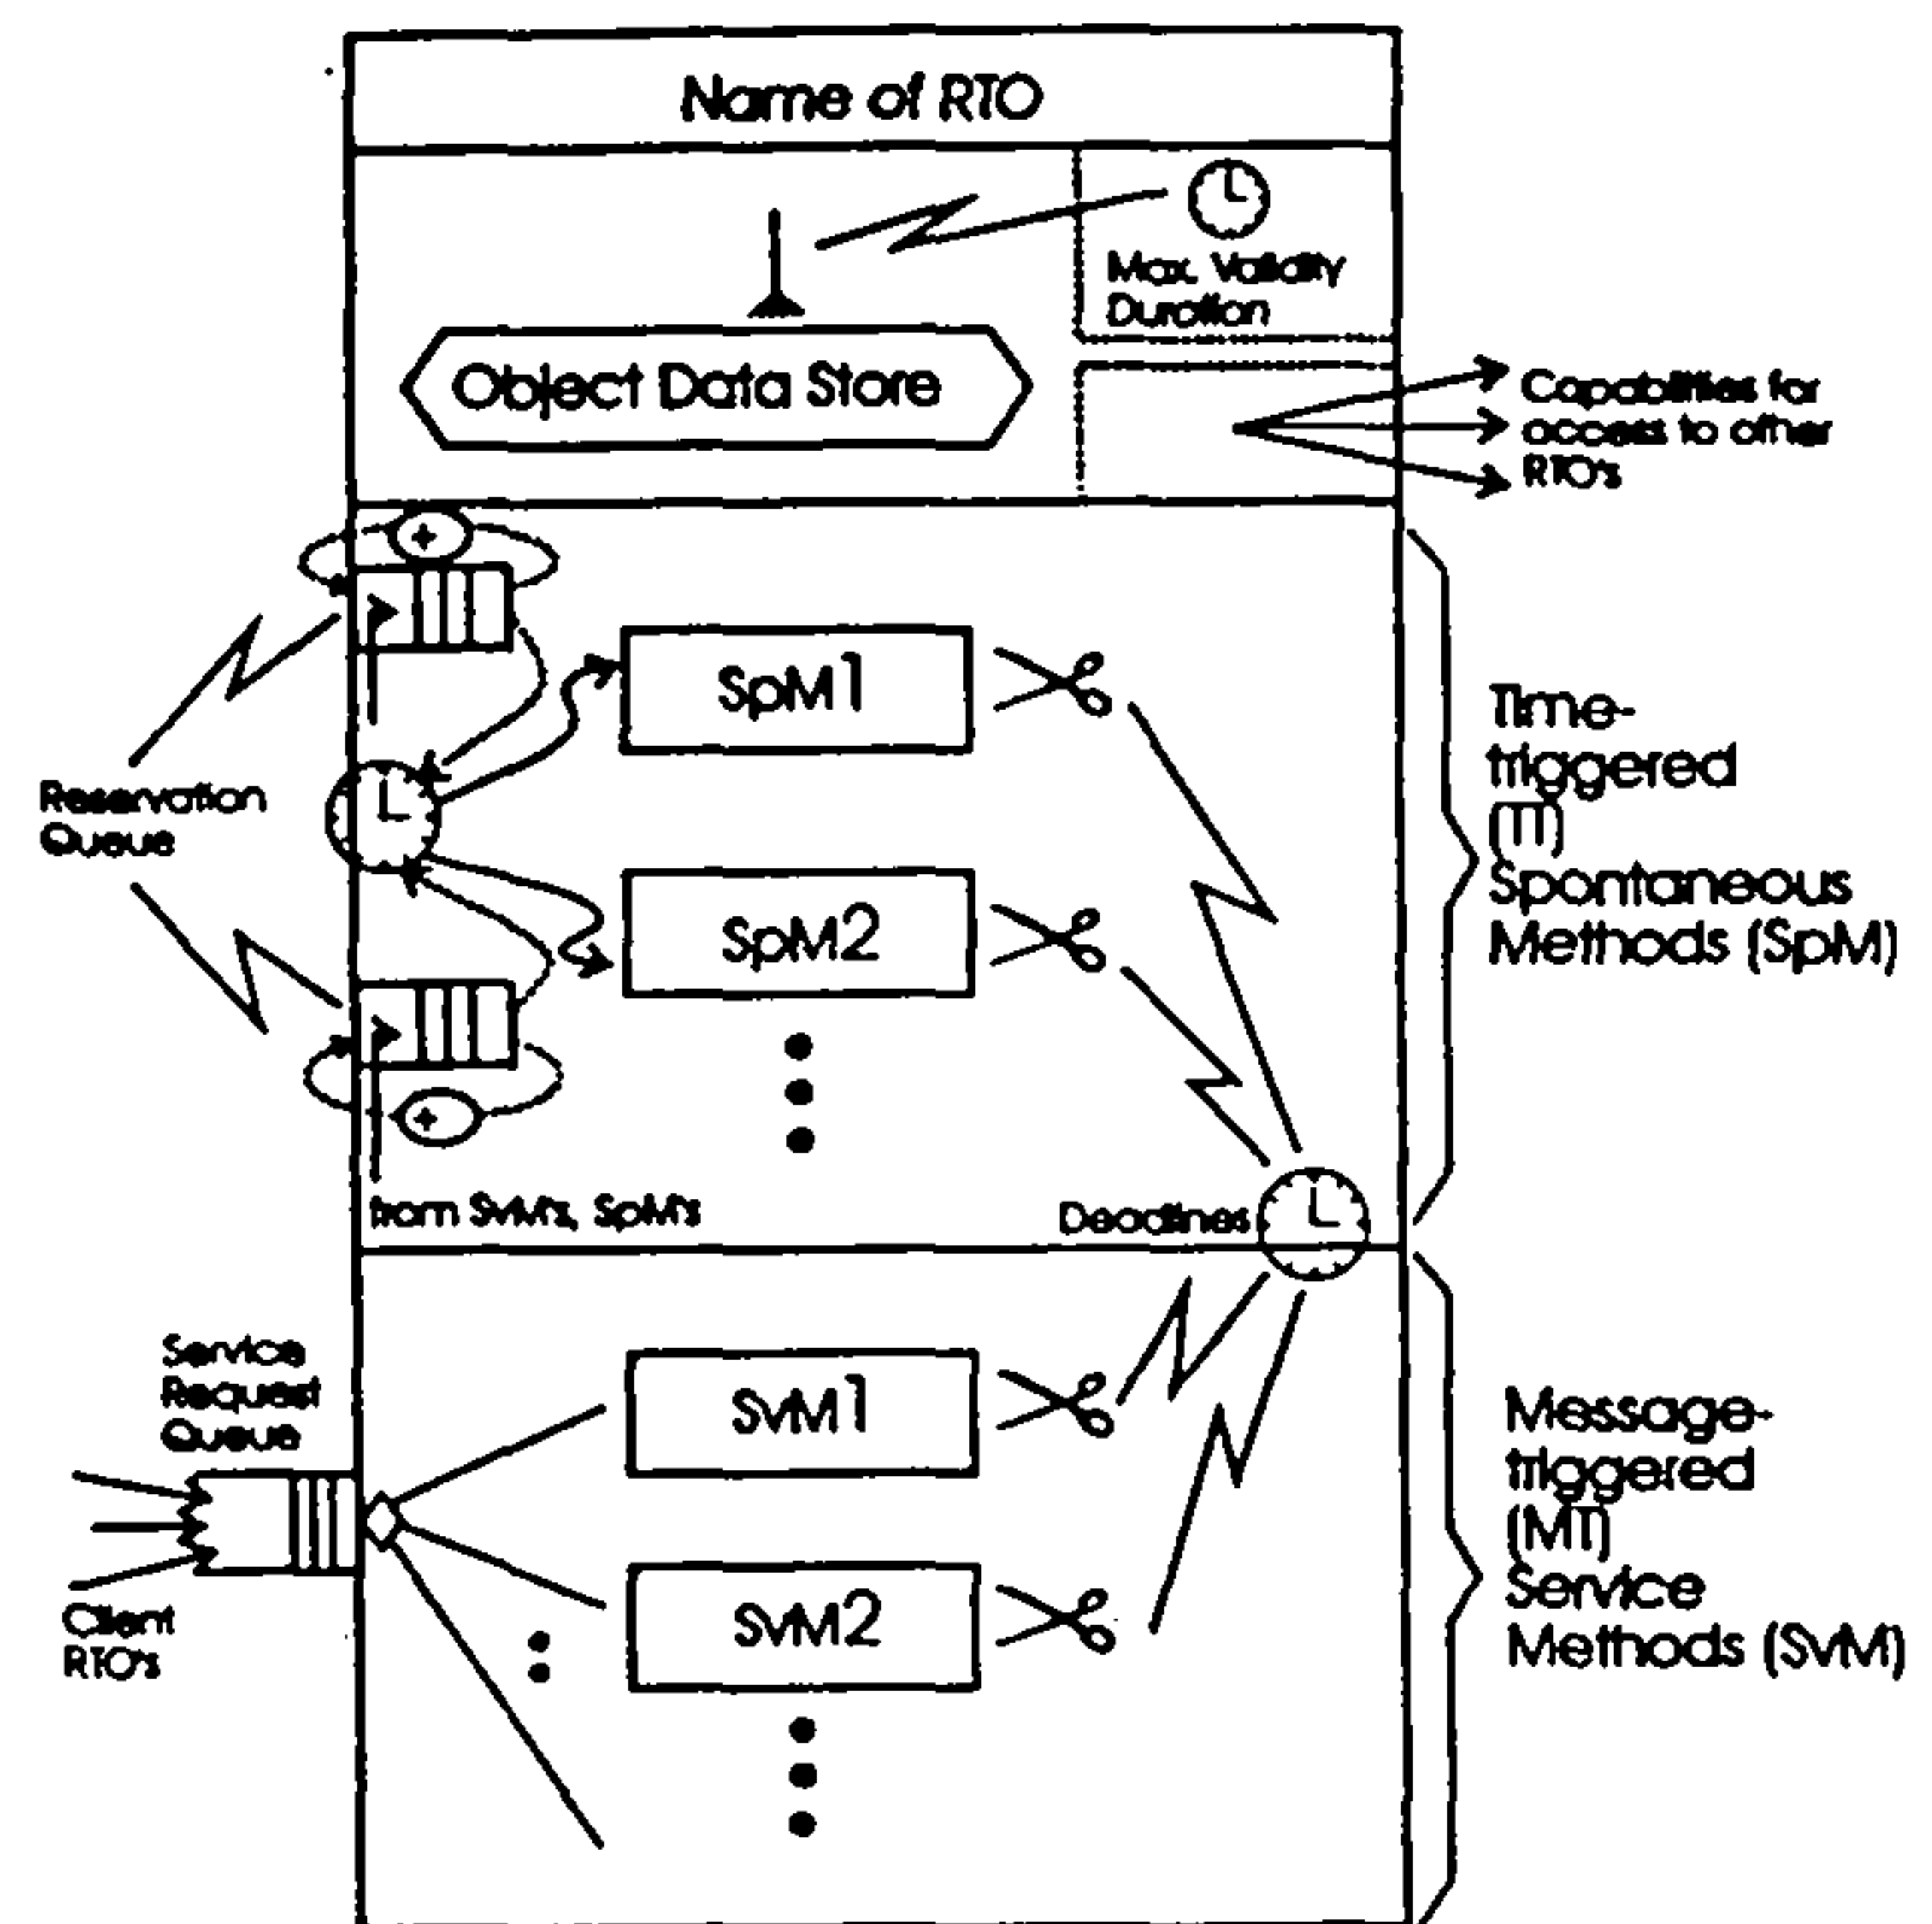 Name of RTO
Max. Validity
Duration
Object Data Store
Capabilities for
access to other
RTO's
SpM1
Time-
triggered
(TT)
Spontaneous
Methods (SpM)
Reservation
Queue
SpM2
from SvM's, SpM's
Deadlines
Service
Request
Queue
SvM1
Message-
triggered
(MT)
Service
Methods (SvM)
SvM2
Client
RTO's